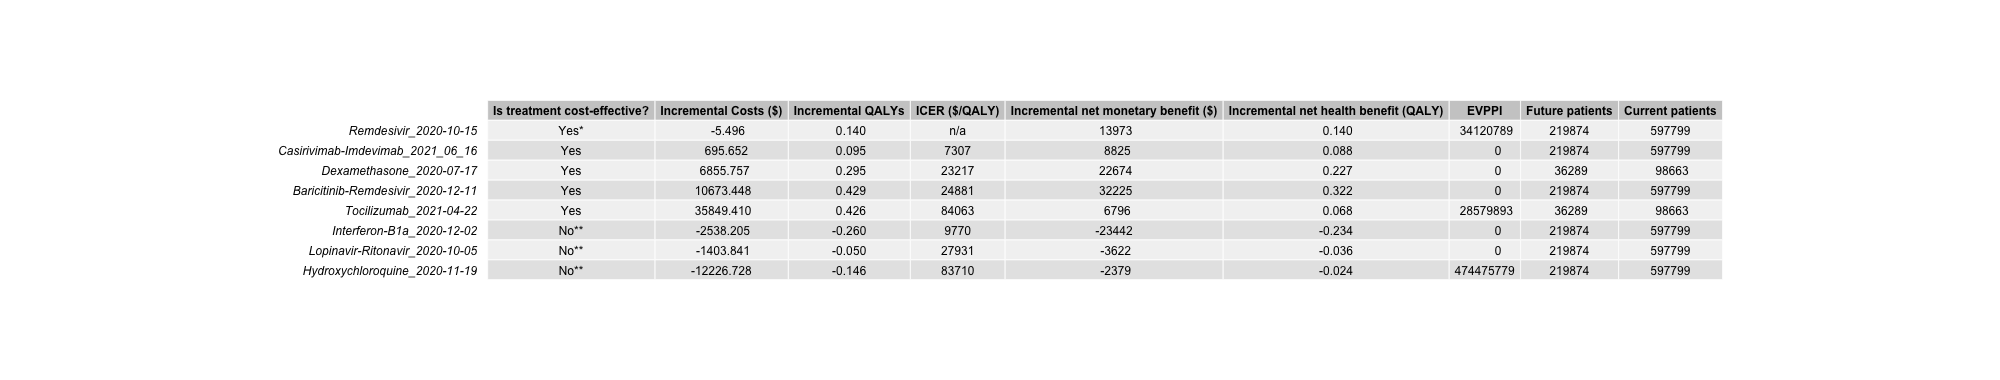 Is treatment cost-effective? Incremental Costs ($) Incremental QALYs ICER ($/QALY) Incremental net monetary benefit ($) Incremental net health benefit (QALY) EVPPI Future patients Current patients
Remdesivir_2020-10-15 Yes* -5.496 0.140 n/a 13973 0.140 34120789 219874 597799
Casirivimab-Imdevimab_2021_06_16 Yes 695.652 0.095 7307 8825 0.088 0 219874 597799
Dexamethasone_2020-07-17 Yes 6855.757 0.295 23217 22674 0.227 0 36289 98663
Baricitinib-Remdesivir_2020-12-11 Yes 10673.448 0.429 24881 32225 0.322 0 219874 597799
Tocilizumab_2021-04-22 Yes 35849.410 0.426 84063 6796 0.068 28579893 36289 98663
Interferon-B1a_2020-12-02 No** -2538.205 -0.260 9770 -23442 -0.234 0 219874 597799
Lopinavir-Ritonavir_2020-10-05 No** -1403.841 -0.050 27931 -3622 -0.036 0 219874 597799
Hydroxychloroquine_2020-11-19 No** -12226.728 -0.146 83710 -2379 -0.024 474475779 219874 597799